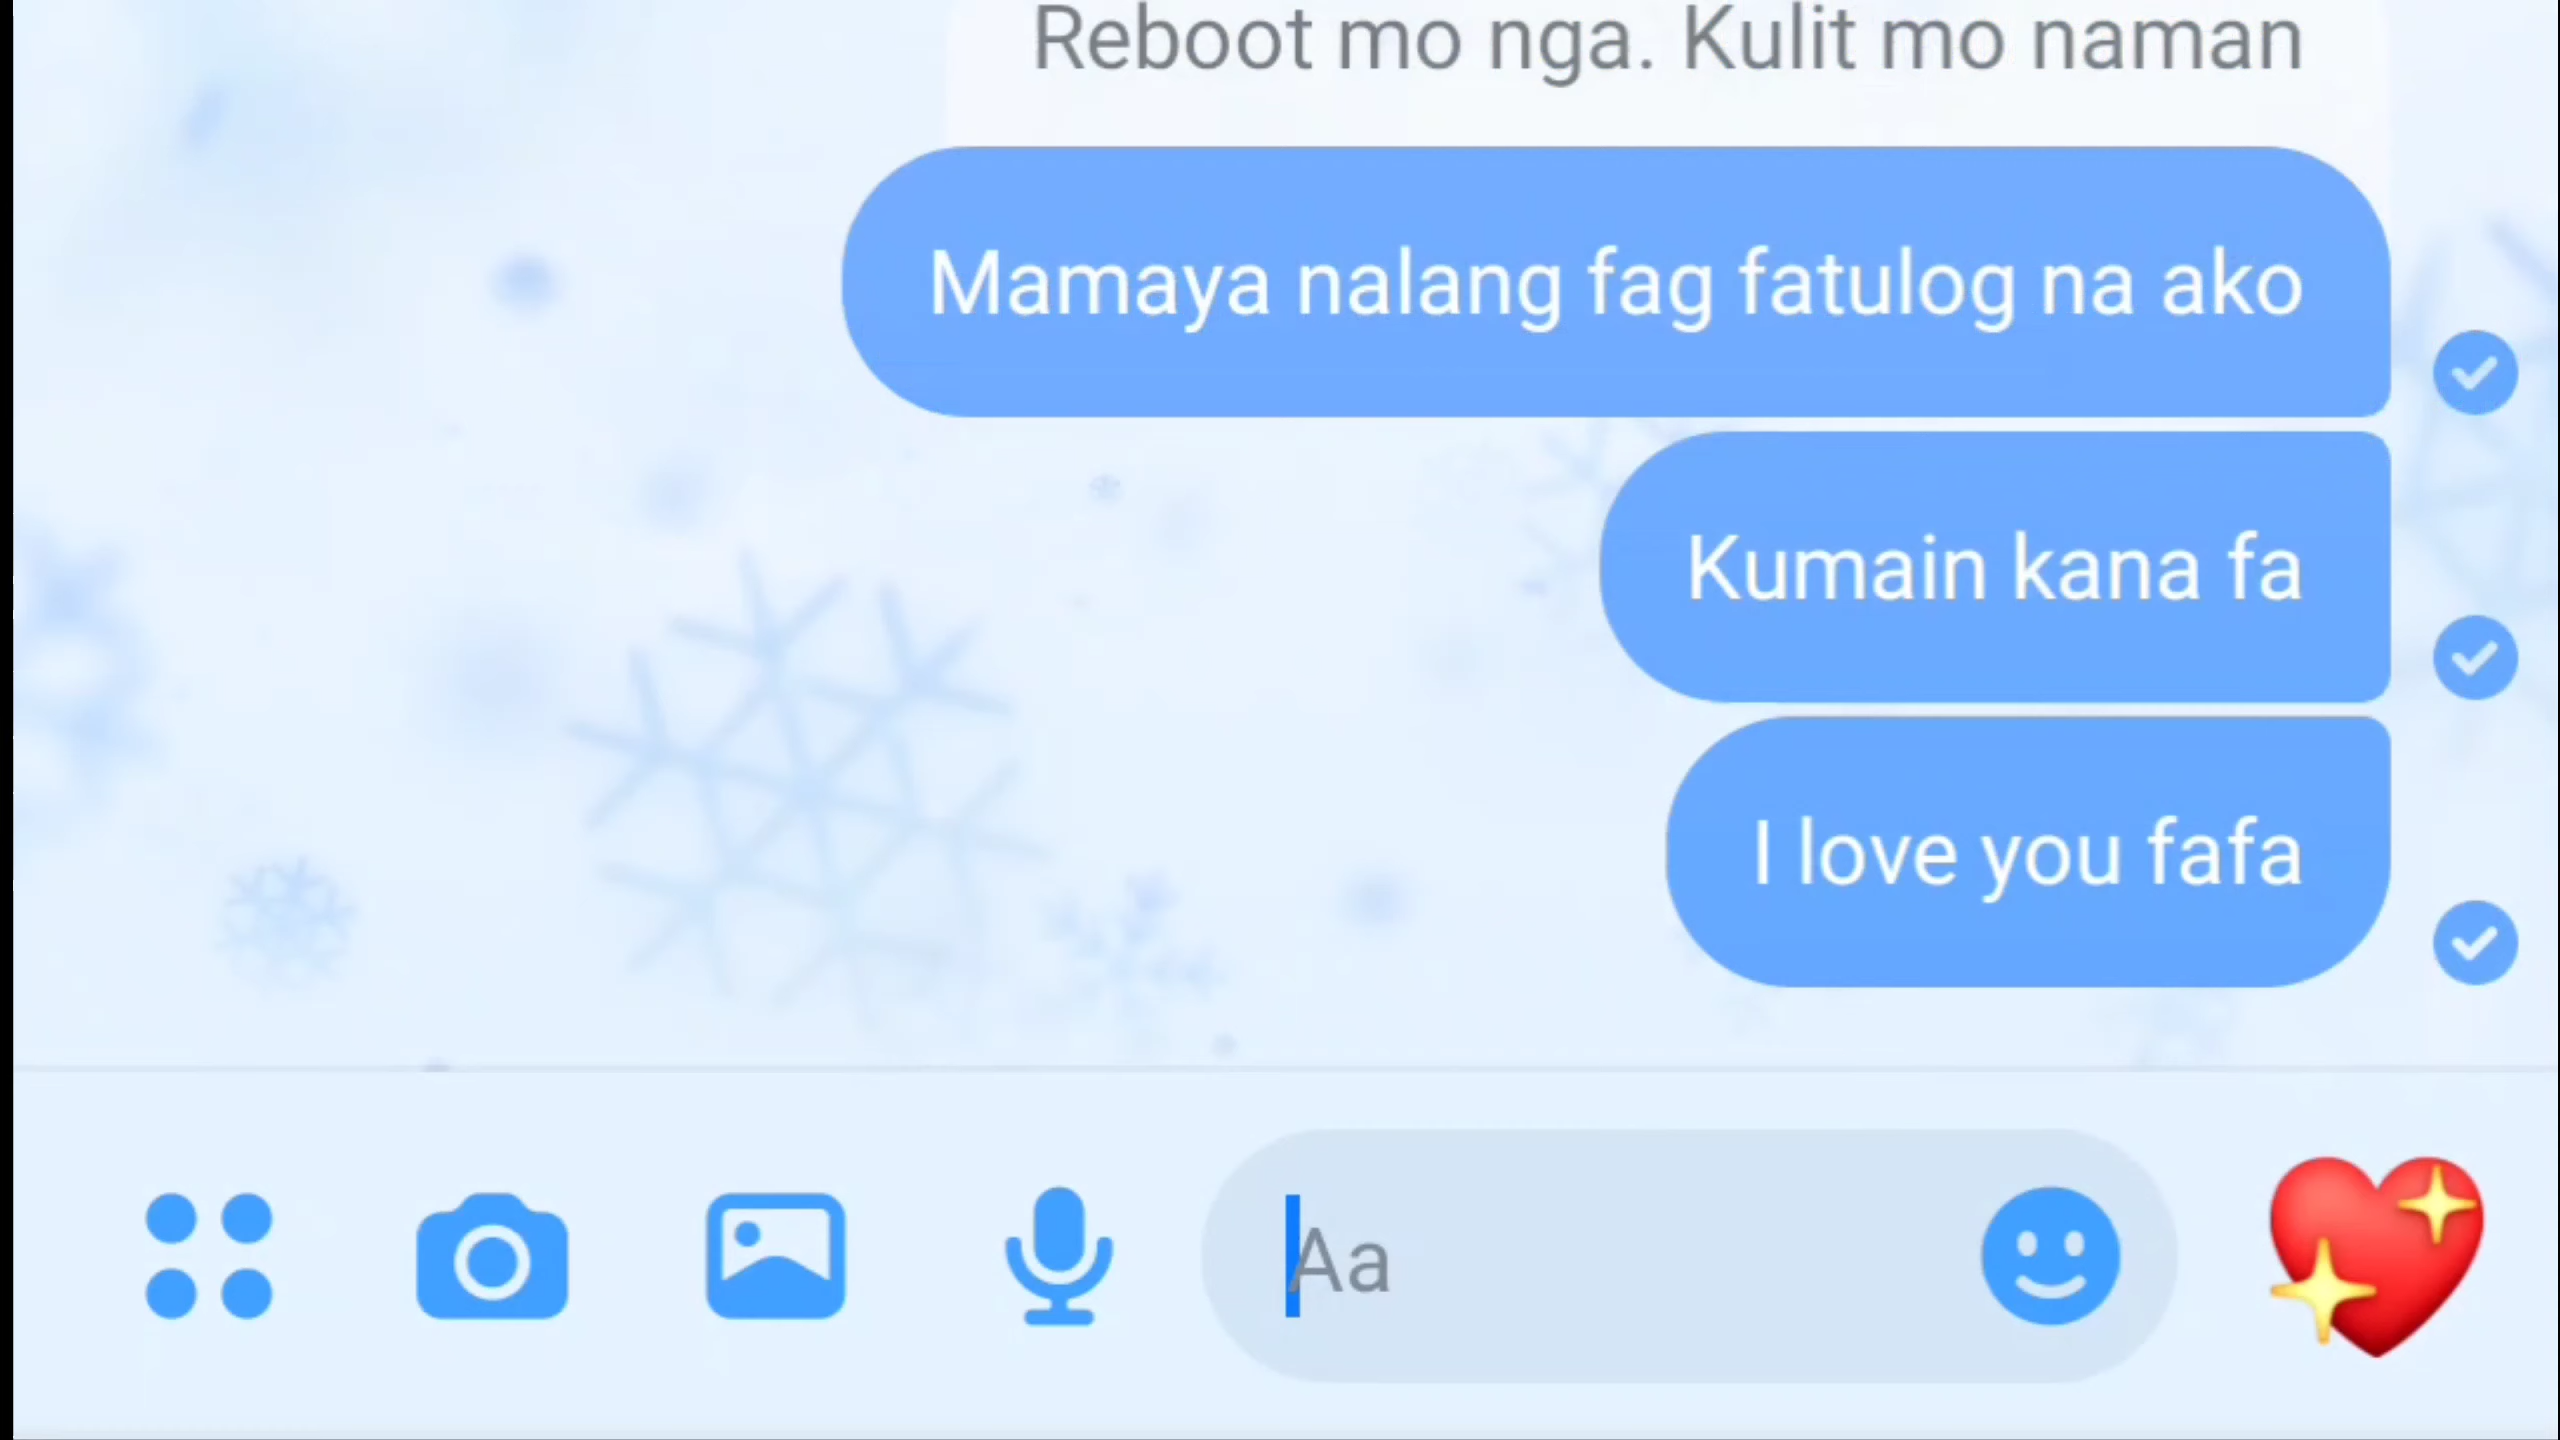 Reboot mo nga. Kulit mo naman
Mamaya nalang fag fatulog na ako
Kumain kana fa
I love you fafa
Aa